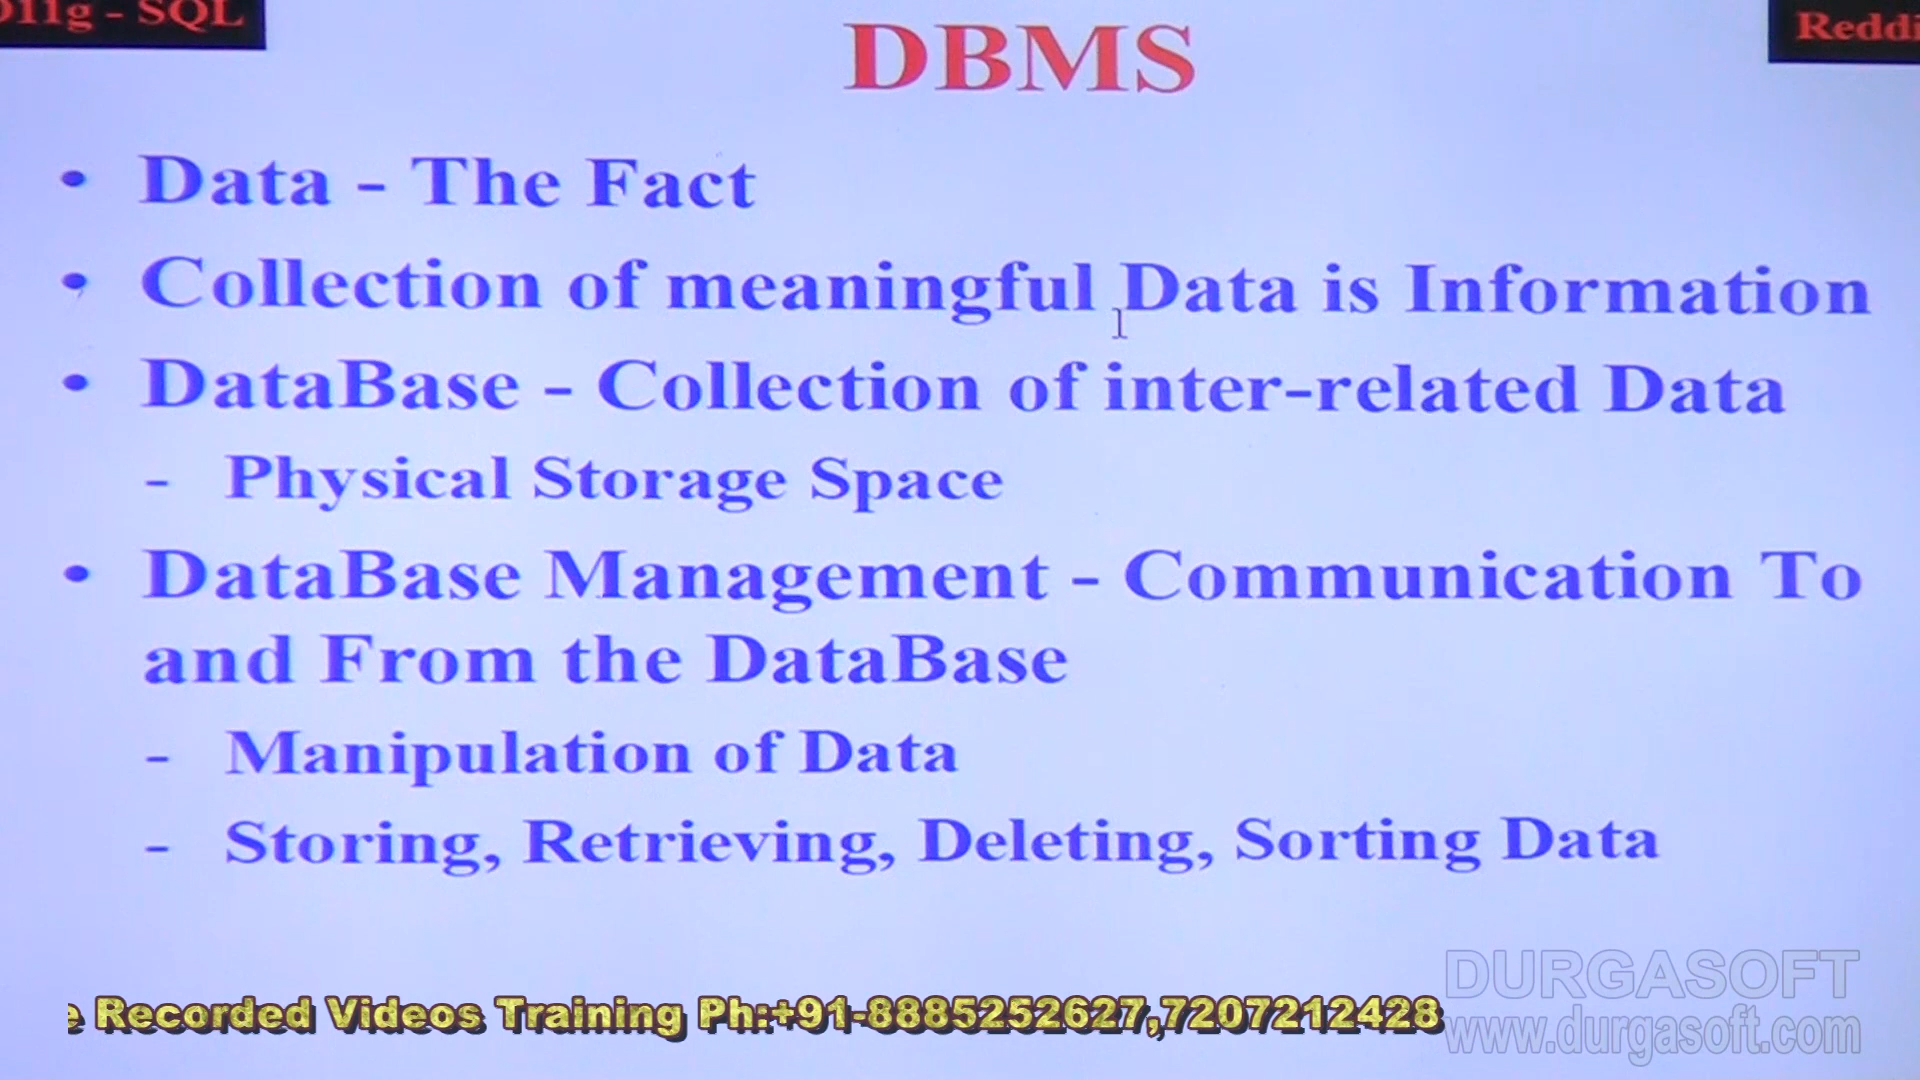 011g - SQL
Reddi
DBMS
• Data - The Fact
• Collection of meaningful Data is Information
• DataBase - Collection of inter-related Data
- Physical Storage Space
• DataBase Management - Communication To
and From the DataBase
- Manipulation of Data
- Storing, Retrieving, Deleting, Sorting Data
DURGASOFT
e Recorded Videos Training Ph:+91-8885252627,7207212428
www.durgasoft.com